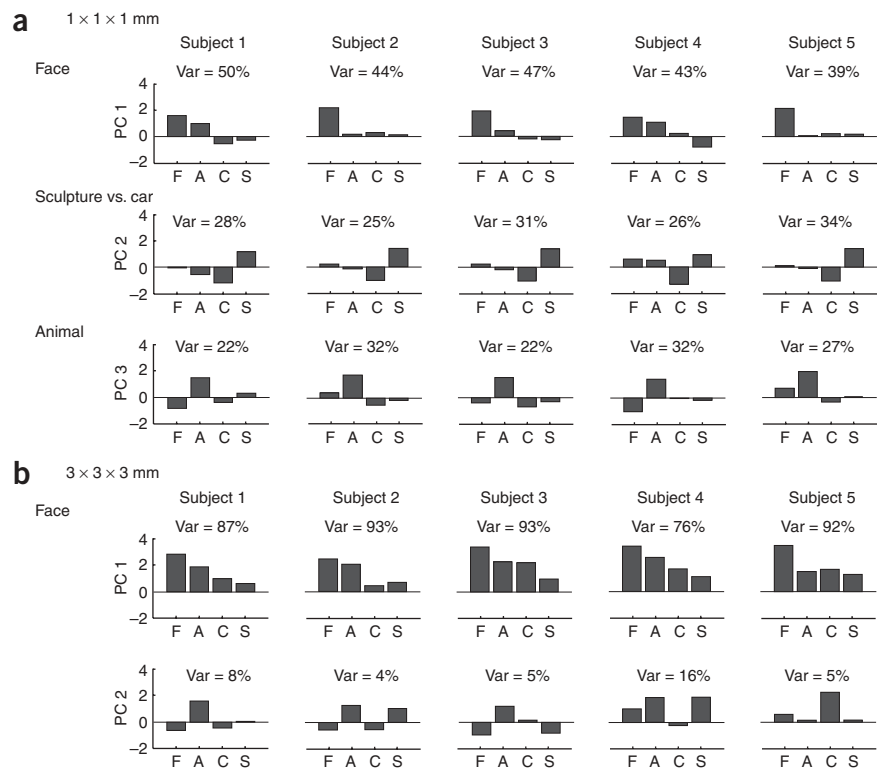 a 1 × 1 × 1 mm
Subject 1 Subject 2 Subject 3 Subject 4 Subject 5
Face Var = 50% Var = 44% Var = 47% Var = 43% Var = 39%
PC 1
4
2
0
–2
F A C S F A C S F A C S F A C S F A C S
Sculpture vs. car
Var = 28% Var = 25% Var = 31% Var = 26% Var = 34%
PC 2
4
2
0
–2
F A C S F A C S F A C S F A C S F A C S
Animal
Var = 22% Var = 32% Var = 22% Var = 32% Var = 27%
PC 3
4
2
0
–2
F A C S F A C S F A C S F A C S F A C S
b 3 × 3 × 3 mm
Subject 1 Subject 2 Subject 3 Subject 4 Subject 5
Face
Var = 87% Var = 93% Var = 93% Var = 76% Var = 92%
PC 1
4
2
0
–2
F A C S F A C S F A C S F A C S F A C S
Var = 8% Var = 4% Var = 5% Var = 16% Var = 5%
PC 2
4
2
0
–2
F A C S F A C S F A C S F A C S F A C S